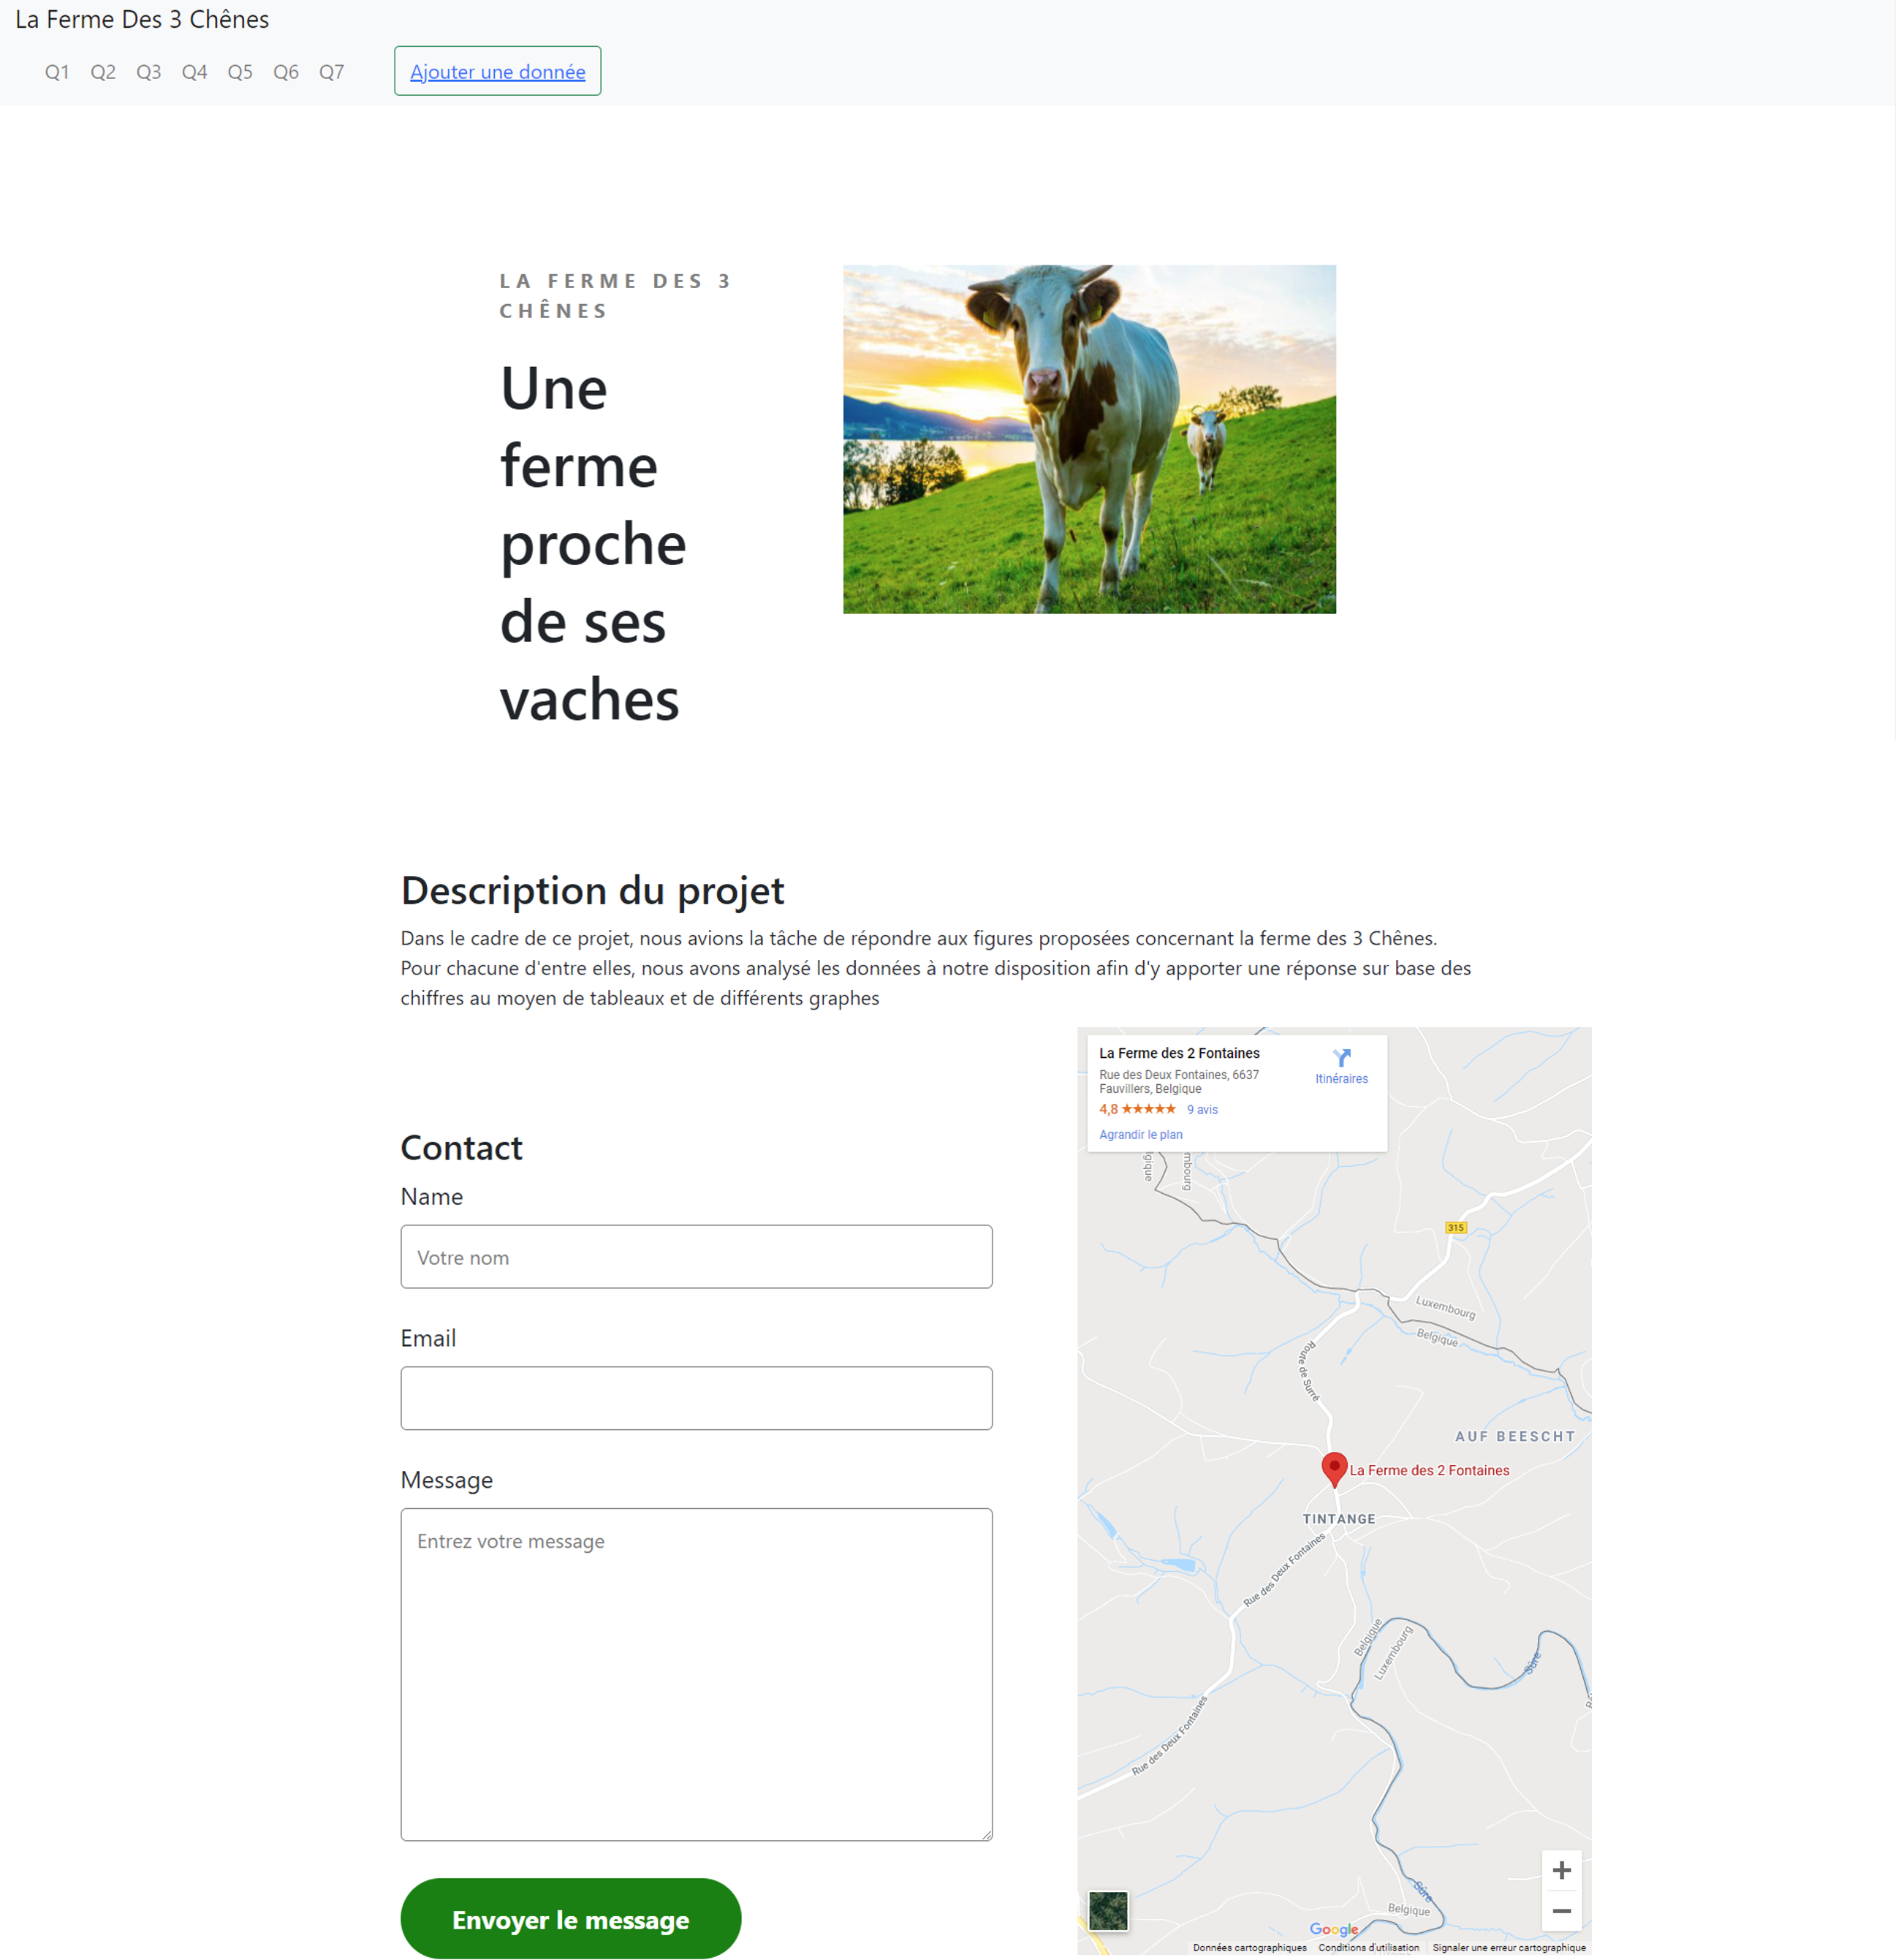 La Ferme Des 3 Chênes
Q1 Q2 Q3 Q4 Q5 Q6 Q7 Ajouter une donnée
LA FERME DES 3
CHÊNES
Une
ferme
proche
de ses
vaches
Description du projet
Dans le cadre de ce projet, nous avions la tâche de répondre aux figures proposées concernant la ferme des 3 Chênes.
Pour chacune d'entre elles, nous avons analysé les données à notre disposition afin d'y apporter une réponse sur base des
chiffres au moyen de tableaux et de différents graphes
Contact
Name
Votre nom
Email
Message
Entrez votre message
Envoyer le message
La Ferme des 2 Fontaines
Rue des Deux Fontaines, 6637
Fauvillers, Belgique
Itinéraires
4,8 ★★★★★ 9 avis
Agrandir le plan
lgique
mbourg
315
Luxembourg
Belgique
Route de Surré
AUF BEESCHT
La Ferme des 2 Fontaines
TINTANGE
Rue des Deux Fontaines
Belgique
Luxembourg
Sûre
Rue des Deux Fontaines
Sûre
Belgique
Google
Données cartographiques Conditions d'utilisation Signaler une erreur cartographique